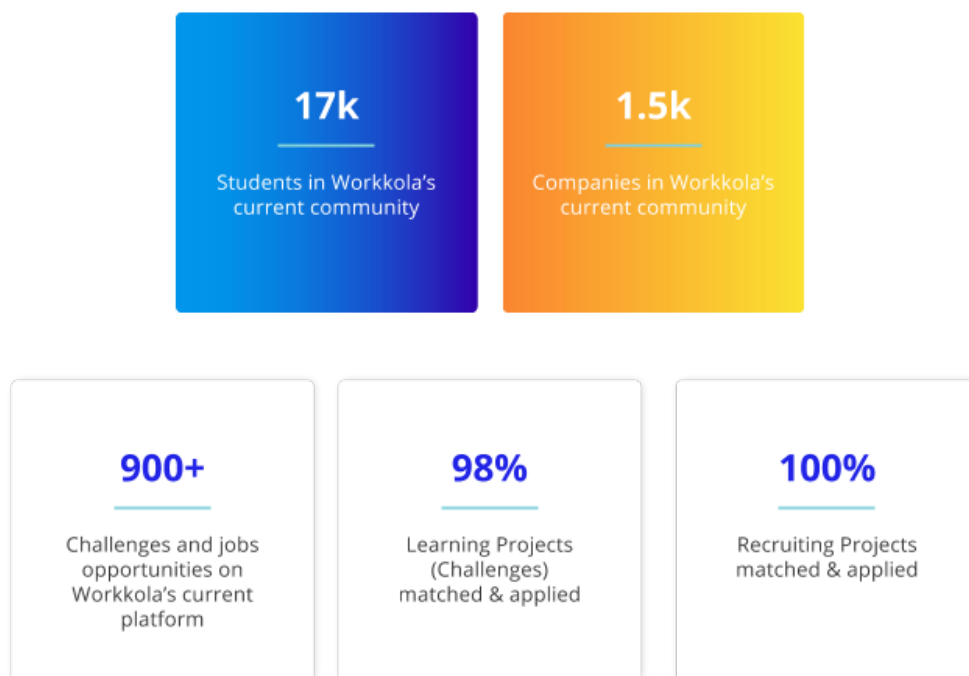 17k
Students in Workkola's
current community
1.5k
Companies in Workkola's
current community
900+
Challenges and jobs
opportunities on
Workkola's current
platform
98%
Learning Projects
(Challenges)
matched & applied
100%
Recruiting Projects
matched & applied